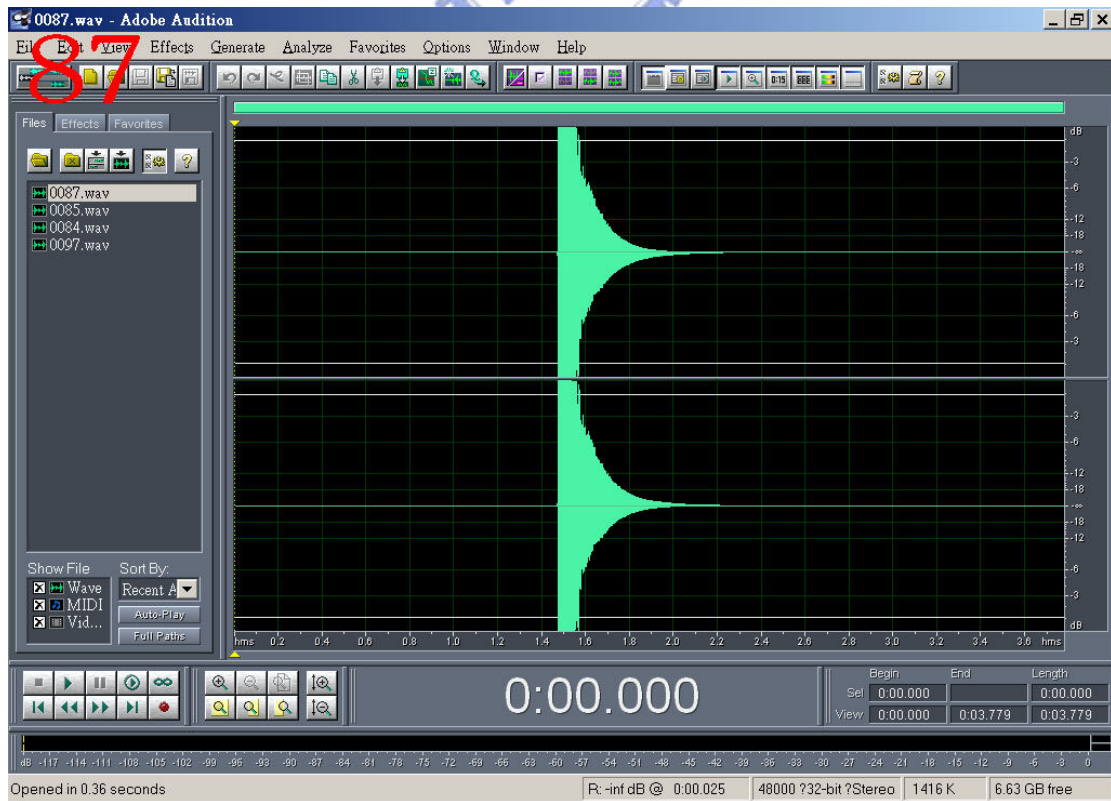 0087.wav - Adobe Audition
87
Edit View Effects Generate Analyze Favorites Options Window Help
Files Effects Favorites
0087.wav
0085.wav
0084.wav
0097.wav
Show File Sort By:
Wave Recent A
MIDI
Vid...
Auto-Play
Full Paths
dB
-3
-6
-12
-18
-∞
-18
-12
-6
-3
-3
-6
-12
-18
-∞
-18
-12
-6
-3
dB
hms 0.2 0.4 0.6 0.8 1.0 1.2 1.4 1.6 1.8 2.0 2.2 2.4 2.6 2.8 3.0 3.2 3.4 3.6 hms
0:00.000
Begin End Length
Sel 0:00.000 0:00.000
View 0:00.000 0:03.779 0:03.779
dB -117 -114 -111 -108 -105 -102 -99 -96 -93 -90 -87 -84 -81 -78 -75 -72 -69 -66 -63 -60 -57 -54 -51 -48 -45 -42 -39 -36 -33 -30 -27 -24 -21 -18 -15 -12 -9 -6 -3 0
Opened in 0.36 seconds R: -inf dB @ 0:00.025 48000 ?32-bit ?Stereo 1416 K 6.63 GB free